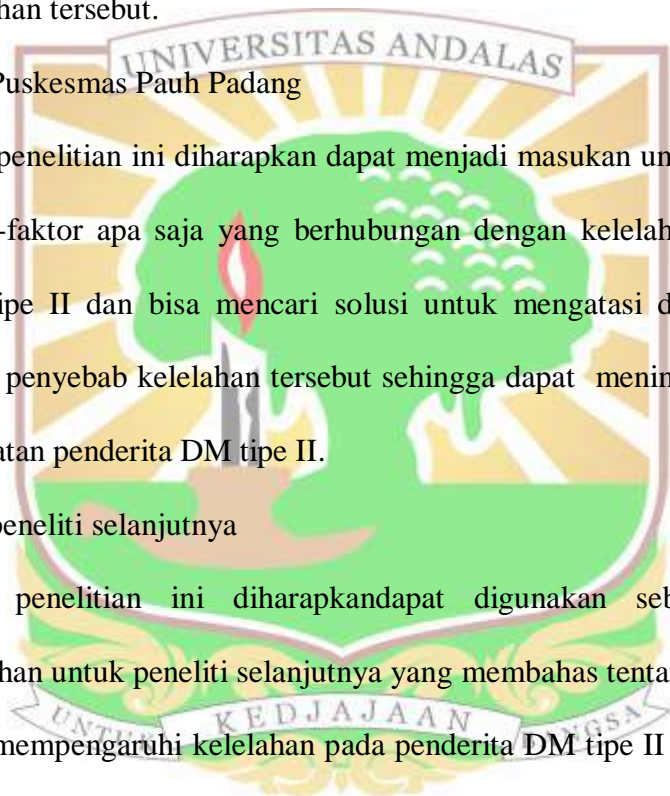 han tersebut.
UNIVERSITAS ANDALAS
Puskesmas Pauh Padang
penelitian ini diharapkan dapat menjadi masukan un
-faktor apa saja yang berhubungan dengan kelelah
ipe II dan bisa mencari solusi untuk mengatasi d
penyebab kelelahan tersebut sehingga dapat menin
atan penderita DM tipe II.
peneliti selanjutnya
penelitian ini diharapkandapat digunakan seb
han untuk peneliti selanjutnya yang membahas tenta
UNTUK KEDJAJAAN BANGSA
mempengaruhi kelelahan pada penderita DM tipe II